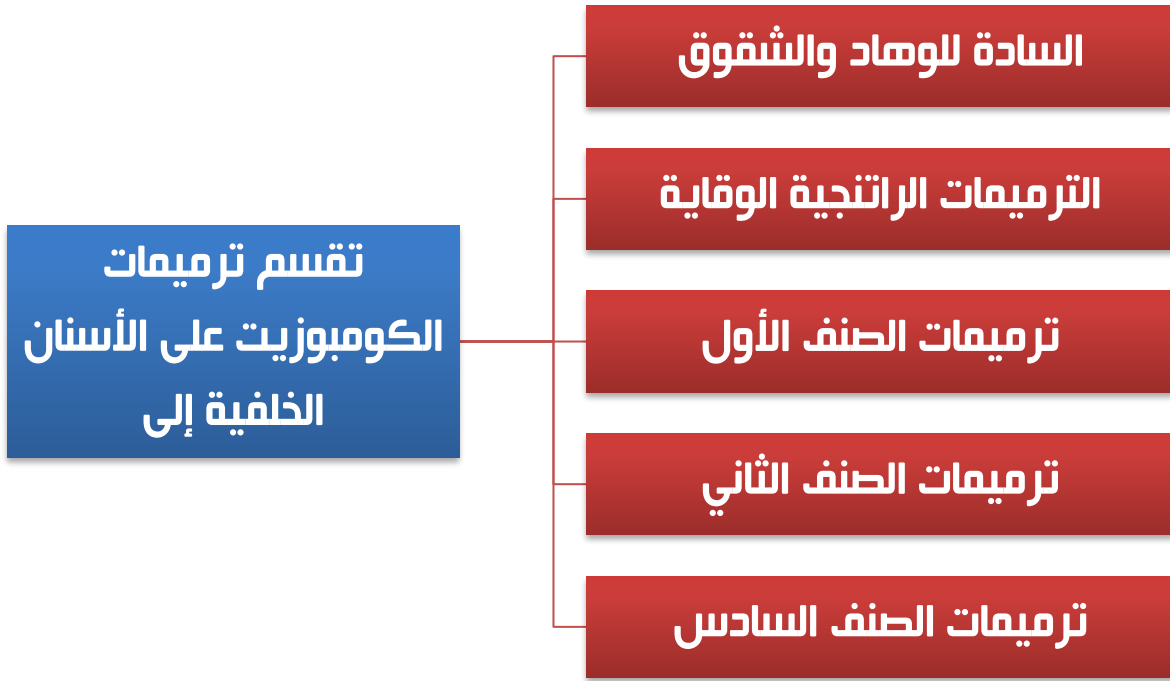 تقسم ترميمات
الكومبوزيت على الأسنان
الخلفية إلى
السادة للوهاد والشقوق
الترميمات الراتنجية الوقاية
ترميمات الصنف الأول
ترميمات الصنف الثاني
ترميمات الصنف السادس